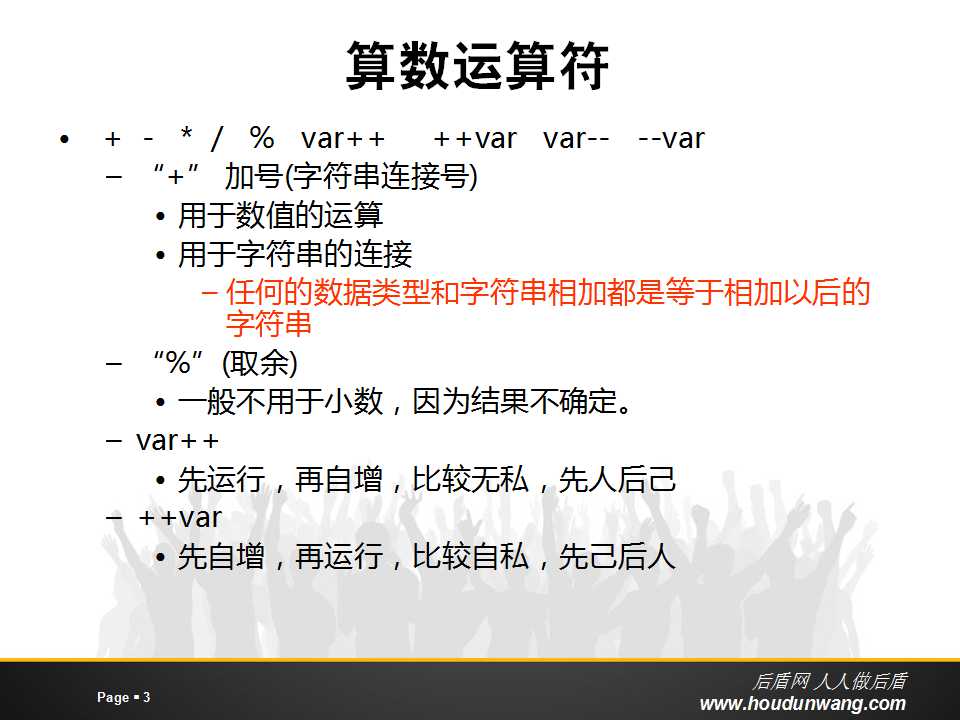 算数运算符
• + - * / % var++ ++var var-- --var
– “+” 加号(字符串连接号)
• 用于数值的运算
• 用于字符串的连接
– 任何的数据类型和字符串相加都是等于相加以后的
字符串
– “%”(取余)
• 一般不用于小数，因为结果不确定。
– var++
• 先运行，再自增，比较无私，先人后己
– ++var
• 先自增，再运行，比较自私，先己后人
Page ▪ 3
后盾网 人人做后盾
www.houdunwang.com